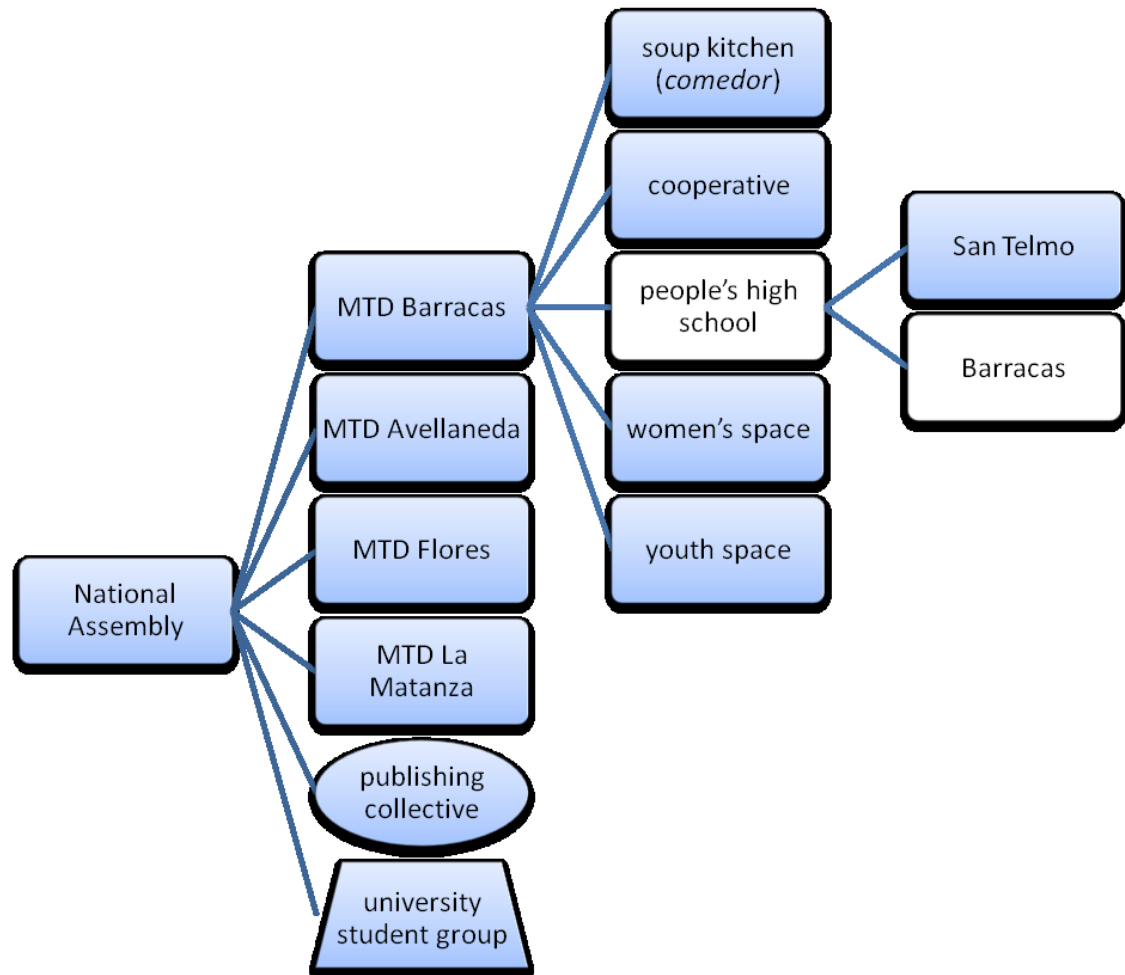 National
Assembly
MTD Barracas
MTD Avellaneda
MTD Flores
MTD La
Matanza
publishing
collective
university
student group
soup kitchen
(comedor)
cooperative
people’s high
school
women’s space
youth space
San Telmo
Barracas